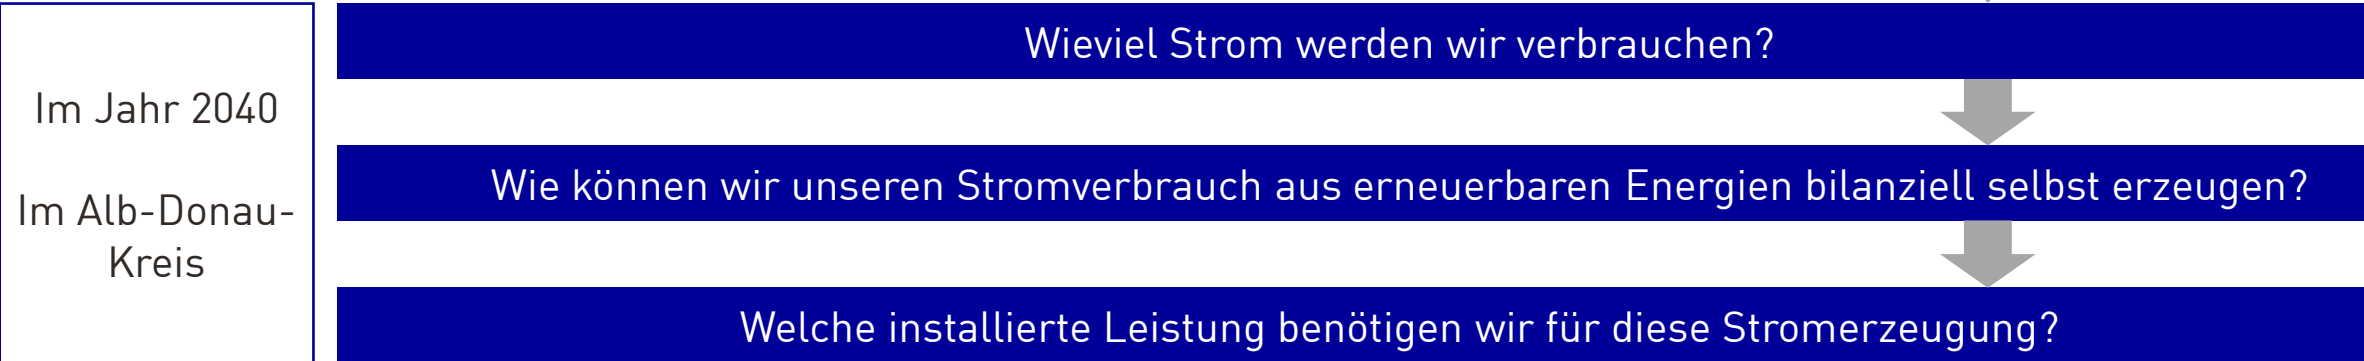 Im Jahr 2040
Im Alb-Donau-
Kreis
Wieviel Strom werden wir verbrauchen?
Wie können wir unseren Stromverbrauch aus erneuerbaren Energien bilanziell selbst erzeugen?
Welche installierte Leistung benötigen wir für diese Stromerzeugung?